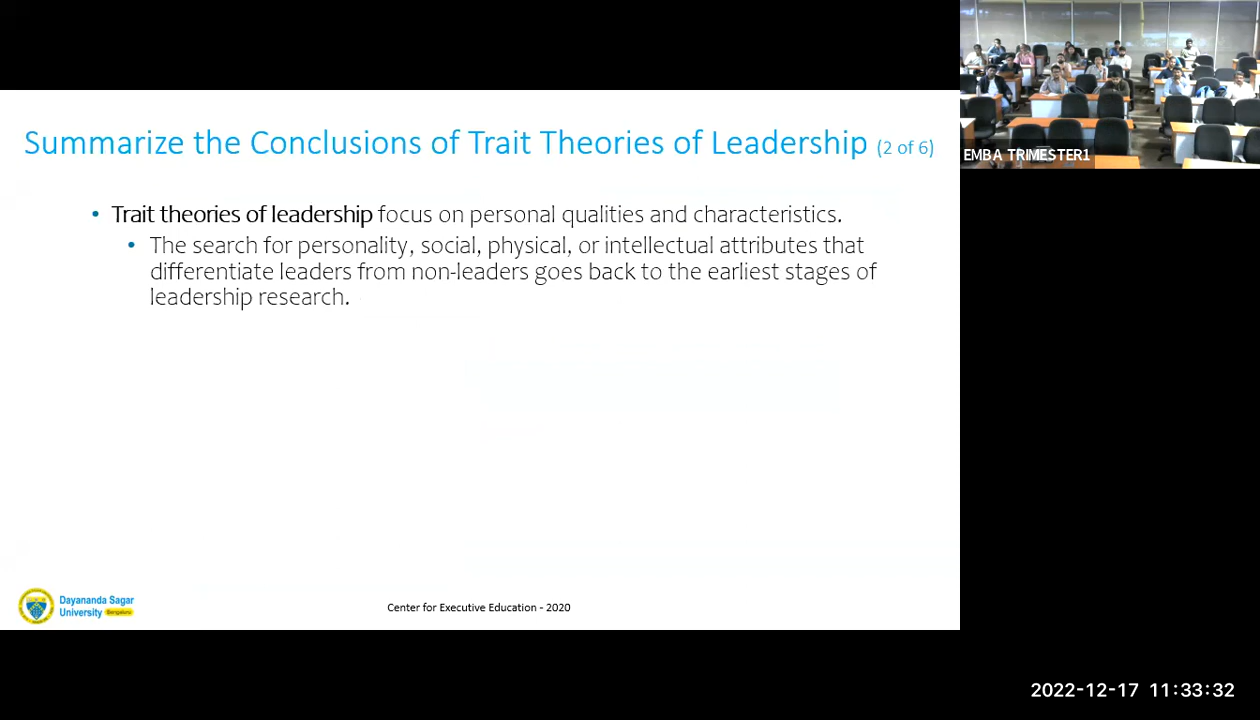 Summarize the Conclusions of Trait Theories of Leadership (2 of 6)
EMBA TRIMESTER1
• Trait theories of leadership focus on personal qualities and characteristics.
• The search for personality, social, physical, or intellectual attributes that
differentiate leaders from non-leaders goes back to the earliest stages of
leadership research.
Dayananda Sagar
University Bengaluru
Center for Executive Education - 2020
2022-12-17 11:33:32